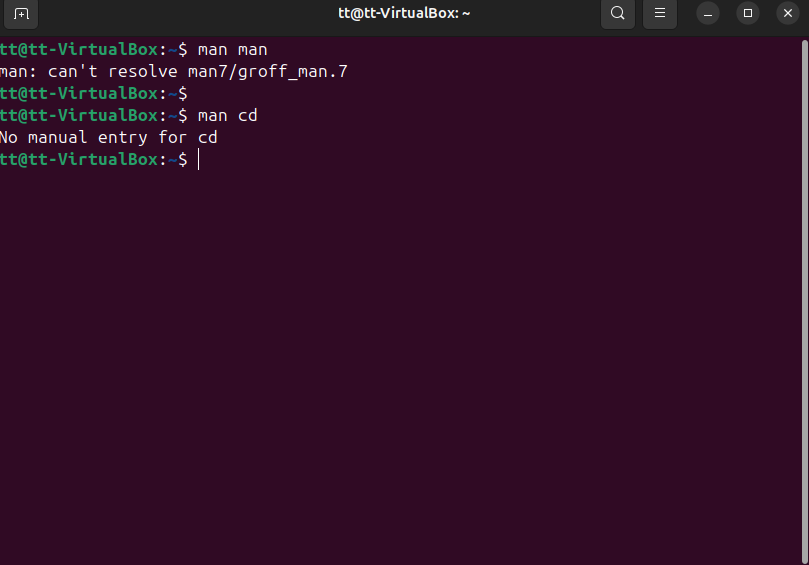 tt@tt-VirtualBox: ~
tt@tt-VirtualBox:~$ man man
man: can't resolve man7/groff_man.7
tt@tt-VirtualBox:~$
tt@tt-VirtualBox:~$ man cd
No manual entry for cd
tt@tt-VirtualBox:~$